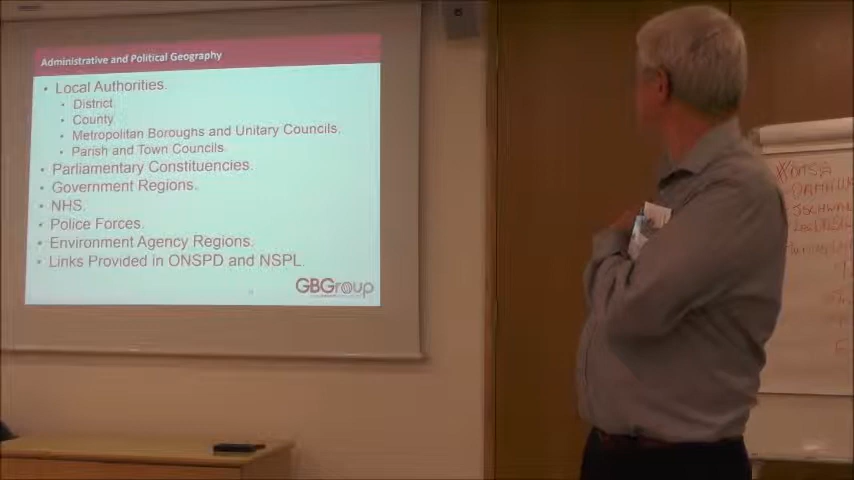 Administrative and Political Geography
• Local Authorities.
• District.
• County.
• Metropolitan Boroughs and Unitary Councils.
• Parish and Town Councils.
• Parliamentary Constituencies.
• Government Regions.
• NHS.
• Police Forces.
• Environment Agency Regions.
• Links Provided in ONSPD and NSPL.
GBGroup